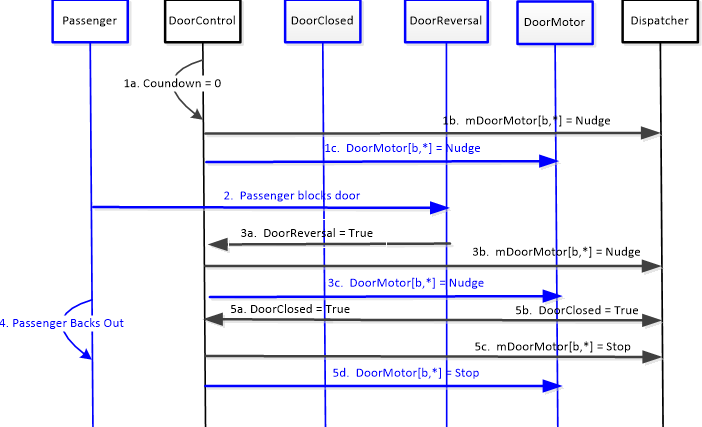 Passenger
DoorControl
DoorClosed
DoorReversal
DoorMotor
Dispatcher
1a. Coundown = 0
1b. mDoorMotor[b,*] = Nudge
1c. DoorMotor[b,*] = Nudge
2. Passenger blocks door
3a. DoorReversal = True
3b. mDoorMotor[b,*] = Nudge
3c. DoorMotor[b,*] = Nudge
5a. DoorClosed = True
5b. DoorClosed = True
4. Passenger Backs Out
5c. mDoorMotor[b,*] = Stop
5d. DoorMotor[b,*] = Stop